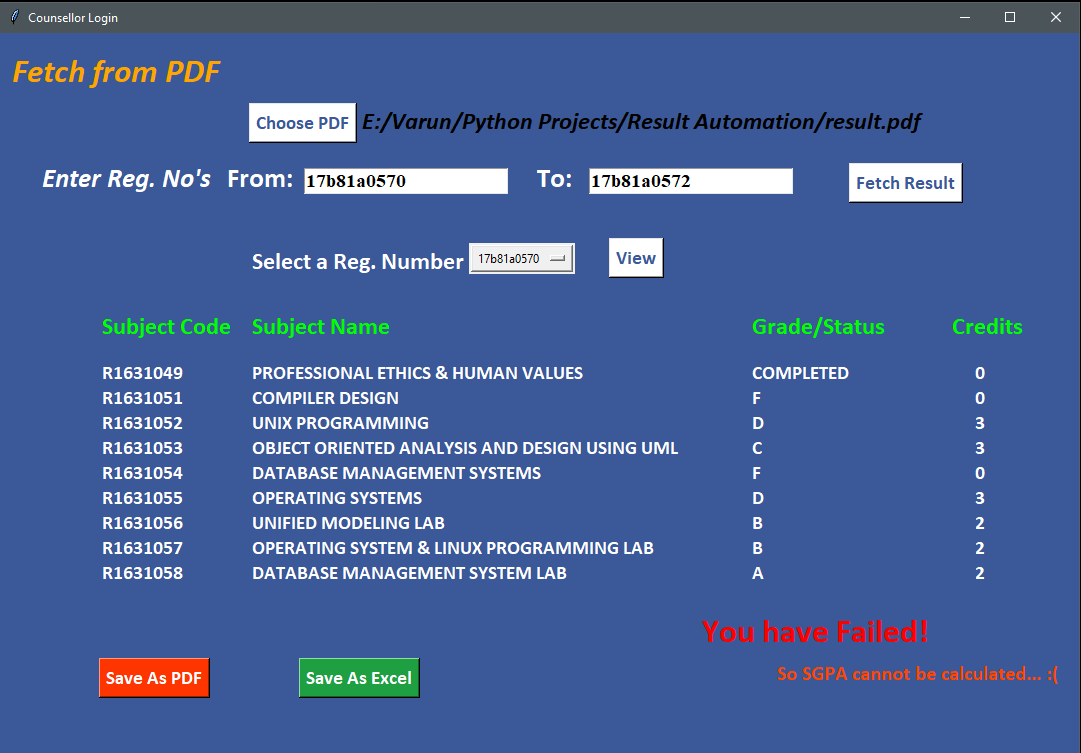 Counsellor Login
Fetch from PDF
Choose PDF E:/Varun/Python Projects/Result Automation/result.pdf
Enter Reg. No's From: 17b81a0570 To: 17b81a0572 Fetch Result
Select a Reg. Number 17b81a0570 View
Subject Code Subject Name Grade/Status Credits
R1631049 PROFESSIONAL ETHICS & HUMAN VALUES COMPLETED 0
R1631051 COMPILER DESIGN F 0
R1631052 UNIX PROGRAMMING D 3
R1631053 OBJECT ORIENTED ANALYSIS AND DESIGN USING UML C 3
R1631054 DATABASE MANAGEMENT SYSTEMS F 0
R1631055 OPERATING SYSTEMS D 3
R1631056 UNIFIED MODELING LAB B 2
R1631057 OPERATING SYSTEM & LINUX PROGRAMMING LAB B 2
R1631058 DATABASE MANAGEMENT SYSTEM LAB A 2
You have Failed!
So SGPA cannot be calculated... :(
Save As PDF Save As Excel